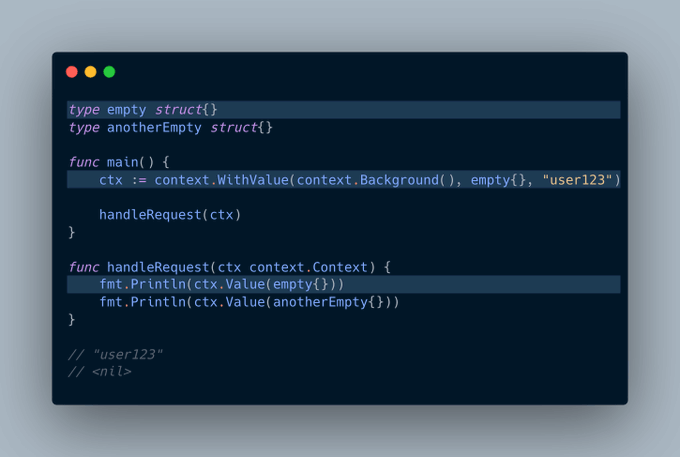 type empty struct{}
type anotherEmpty struct{}
func main() {
    ctx := context.WithValue(context.Background(), empty{}, "user123")
    handleRequest(ctx)
}
func handleRequest(ctx context.Context) {
    fmt.Println(ctx.Value(empty{}))
    fmt.Println(ctx.Value(anotherEmpty{}))
}
// "user123"
// <nil>